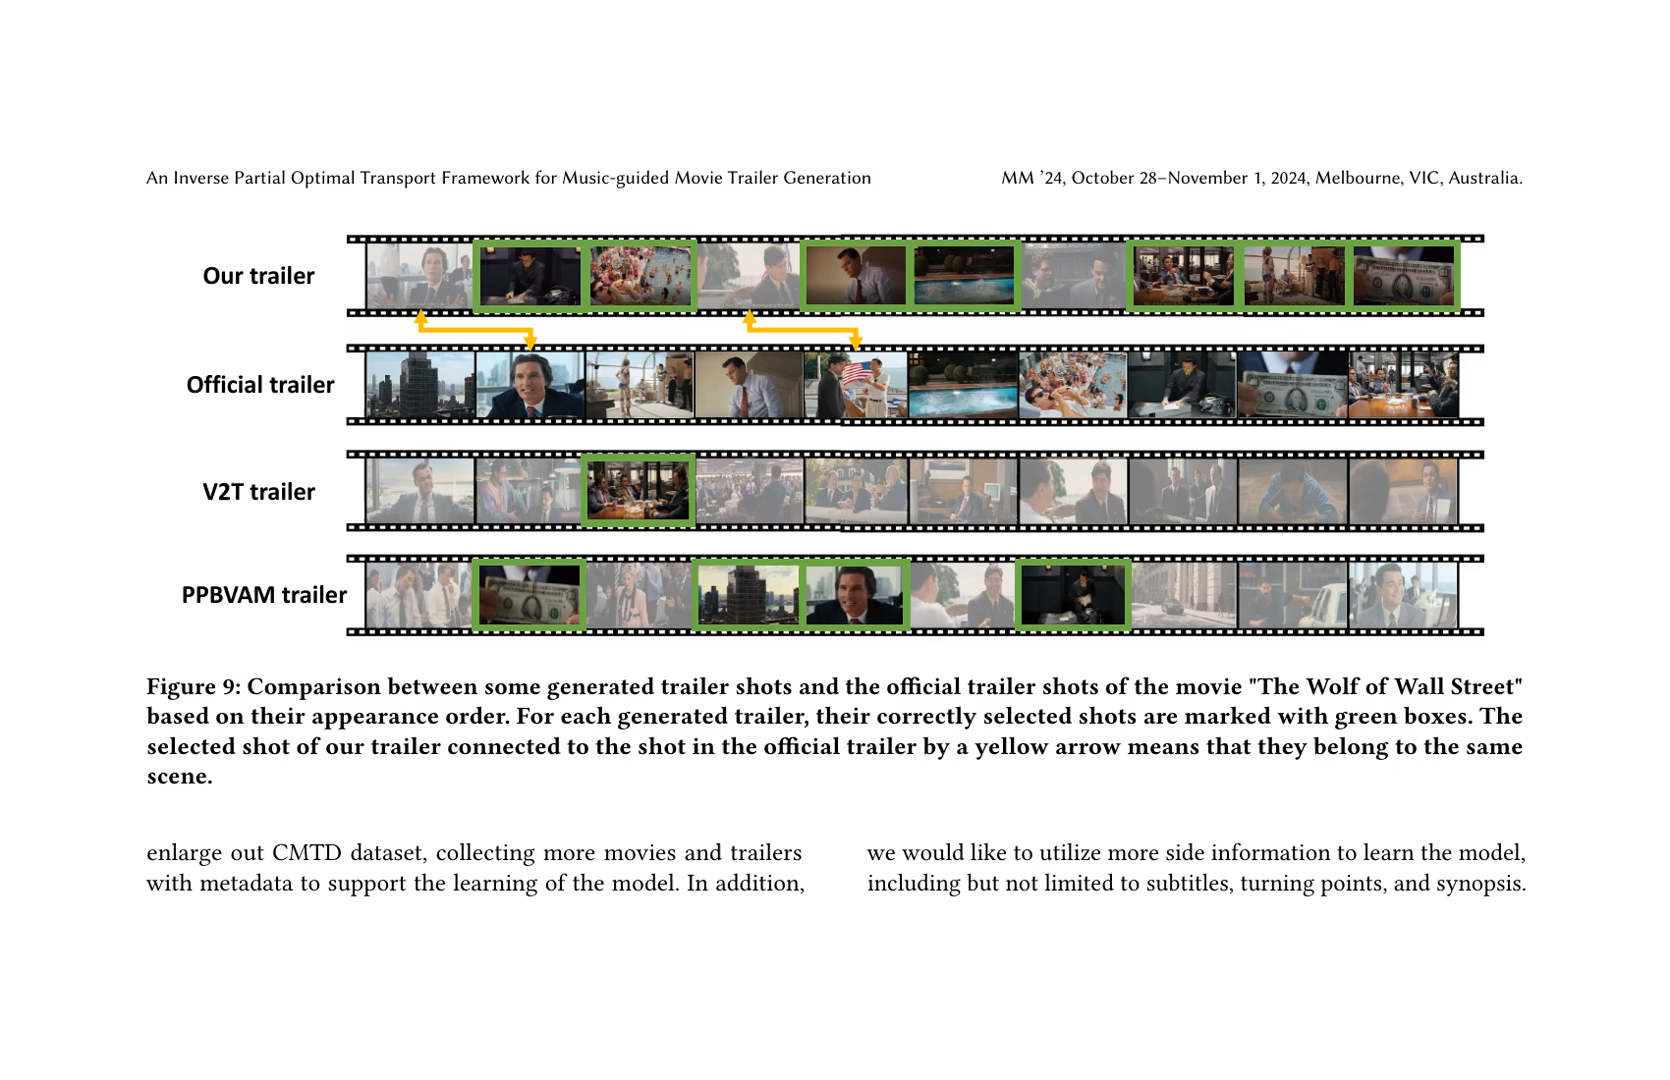 An Inverse Partial Optimal Transport Framework for Music-guided Movie Trailer Generation
MM ’24, October 28–November 1, 2024, Melbourne, VIC, Australia.
Our trailer
Official trailer
V2T trailer
PPBVAM trailer
Figure 9: Comparison between some generated trailer shots and the official trailer shots of the movie "The Wolf of Wall Street"
based on their appearance order. For each generated trailer, their correctly selected shots are marked with green boxes. The
selected shot of our trailer connected to the shot in the official trailer by a yellow arrow means that they belong to the same
scene.
enlarge out CMTD dataset, collecting more movies and trailers
with metadata to support the learning of the model. In addition,
we would like to utilize more side information to learn the model,
including but not limited to subtitles, turning points, and synopsis.